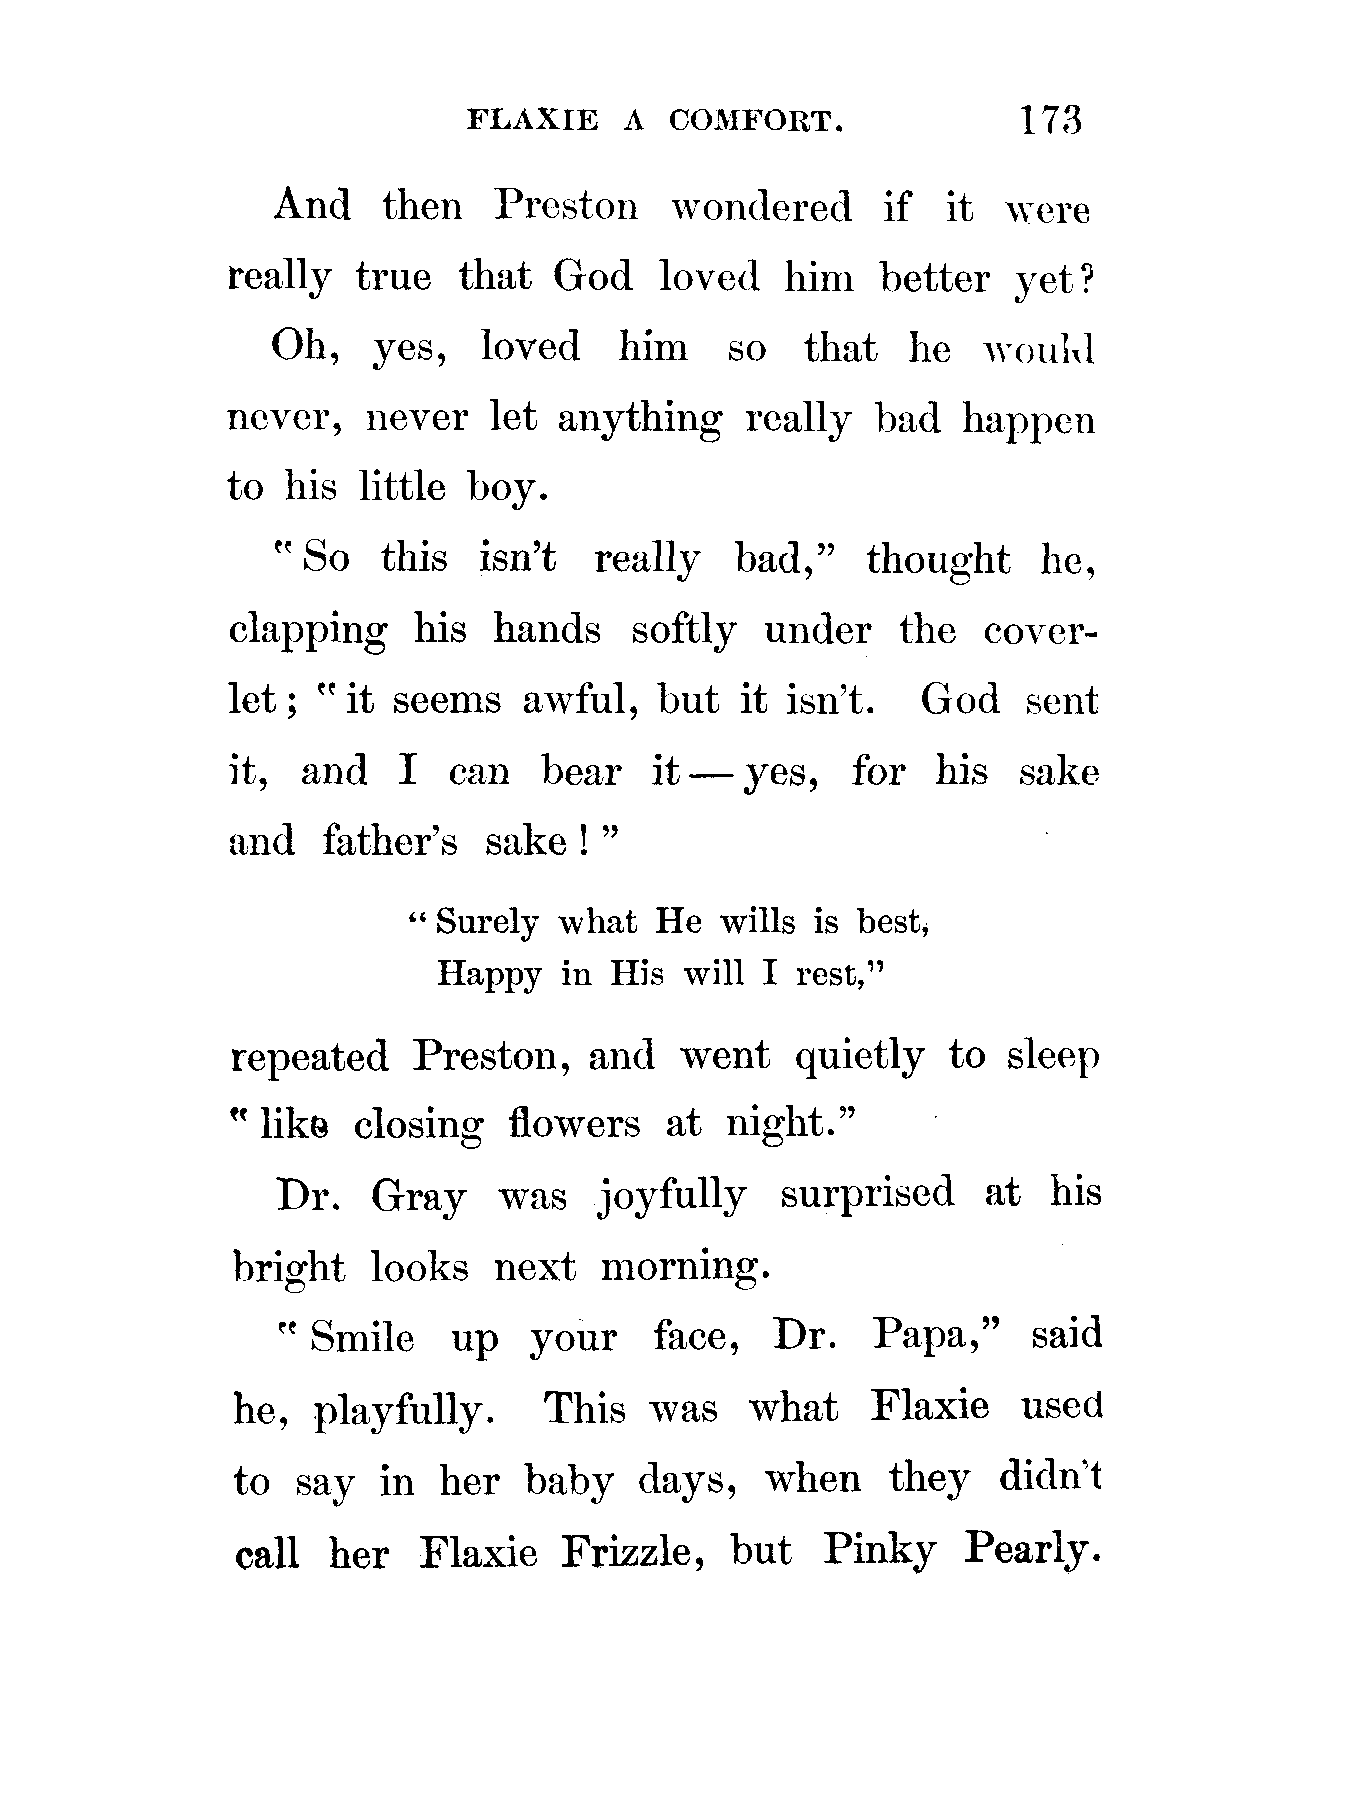 FLAXIE A COMFORT. 173
And then Preston wondered if it were
really true that God loved him better yet?
Oh, yes, loved him so that he would
never, never let anything really bad happen
to his little boy.
"So this isn't really bad," thought he,
clapping his hands softly under the cover-
let; "it seems awful, but it isn't. God sent
it, and I can bear it—yes, for his sake
and father's sake!"
"Surely what He wills is best,
Happy in His will I rest,"
repeated Preston, and went quietly to sleep
"like closing flowers at night."
Dr. Gray was joyfully surprised at his
bright looks next morning.
"Smile up your face, Dr. Papa," said
he, playfully. This was what Flaxie used
to say in her baby days, when they didn't
call her Flaxie Frizzle, but Pinky Pearly.